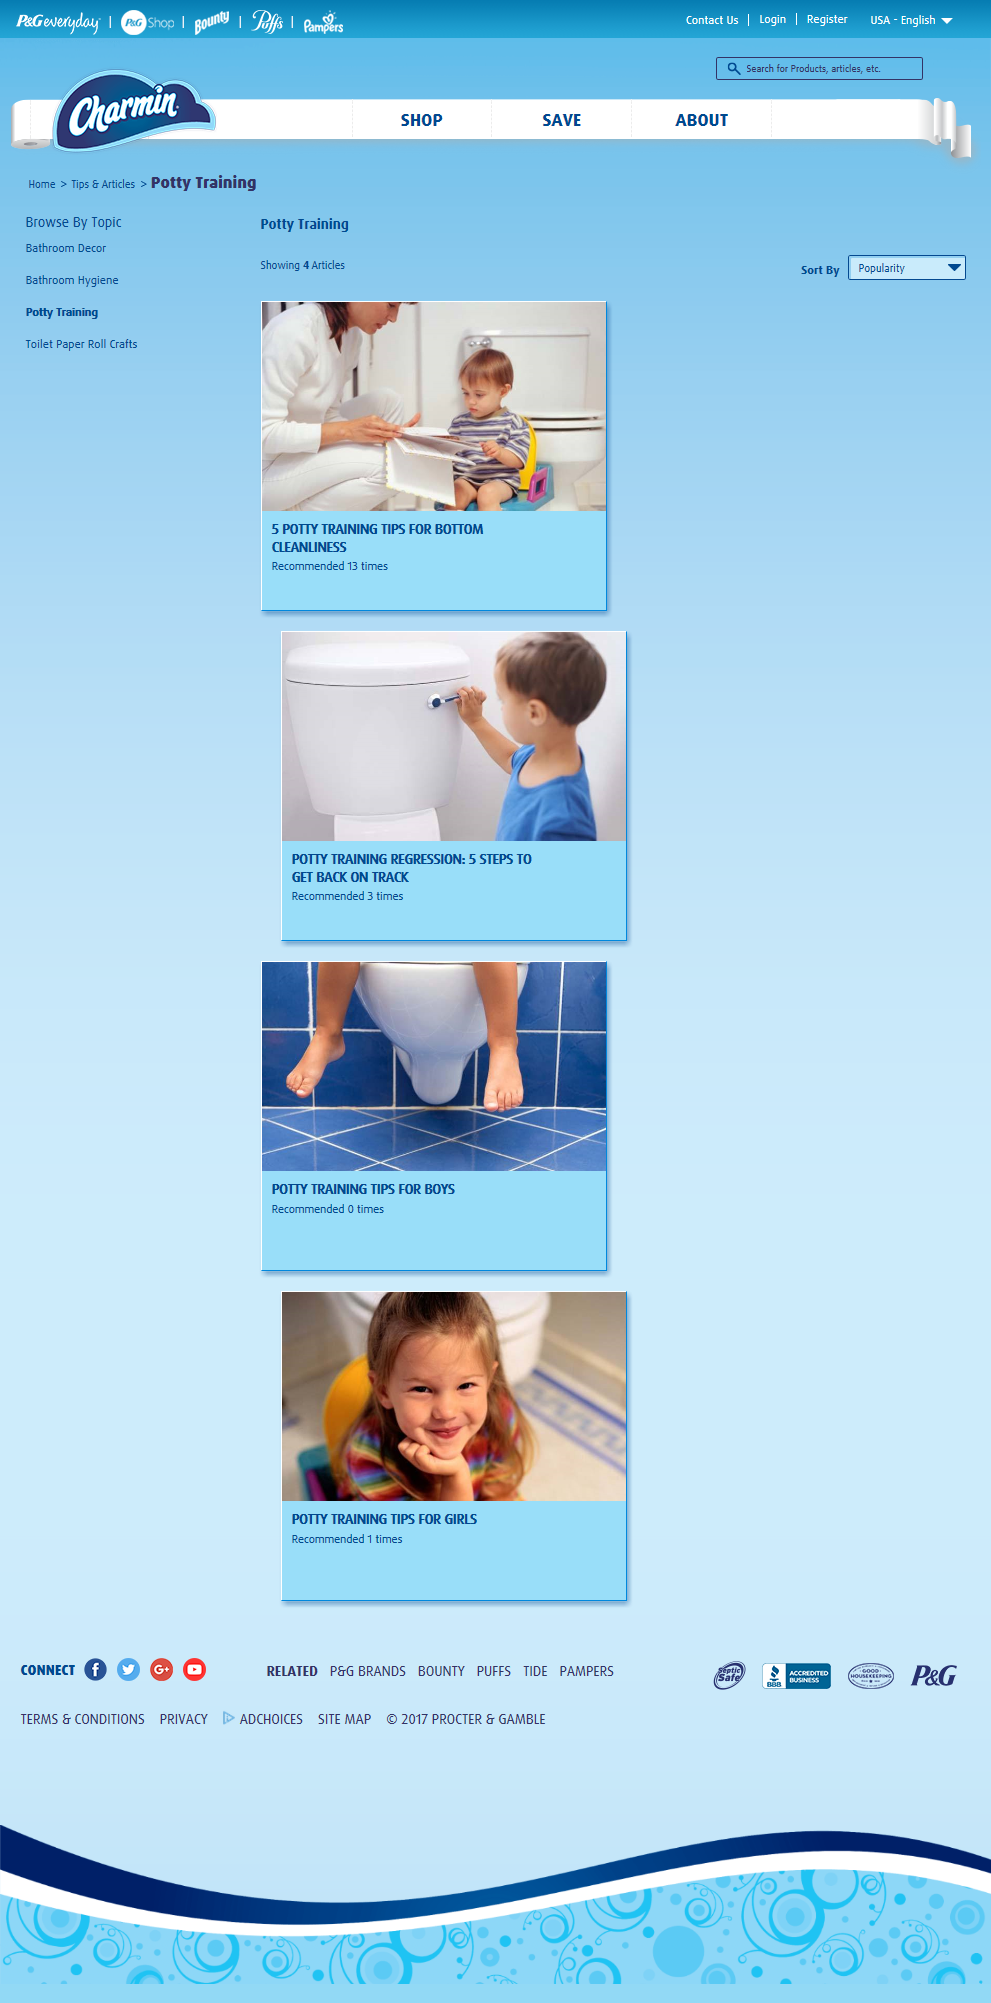 P&G everyday | P&G Shop | Bounty | Puffs | Pampers
Contact Us | Login | Register USA - English
Search for Products, articles, etc.
Charmin
SHOP SAVE ABOUT
Home > Tips & Articles > Potty Training
Browse By Topic
Bathroom Decor
Bathroom Hygiene
Potty Training
Toilet Paper Roll Crafts
Potty Training
Showing 4 Articles
Sort By Popularity
5 POTTY TRAINING TIPS FOR BOTTOM
CLEANLINESS
Recommended 13 times
POTTY TRAINING REGRESSION: 5 STEPS TO
GET BACK ON TRACK
Recommended 3 times
POTTY TRAINING TIPS FOR BOYS
Recommended 0 times
POTTY TRAINING TIPS FOR GIRLS
Recommended 1 times
CONNECT f G+
RELATED P&G BRANDS BOUNTY PUFFS TIDE PAMPERS
Septic Safe
BBB ACCREDITED BUSINESS
GOOD HOUSEKEEPING
P&G
TERMS & CONDITIONS PRIVACY ADCHOICES SITE MAP © 2017 PROCTER & GAMBLE